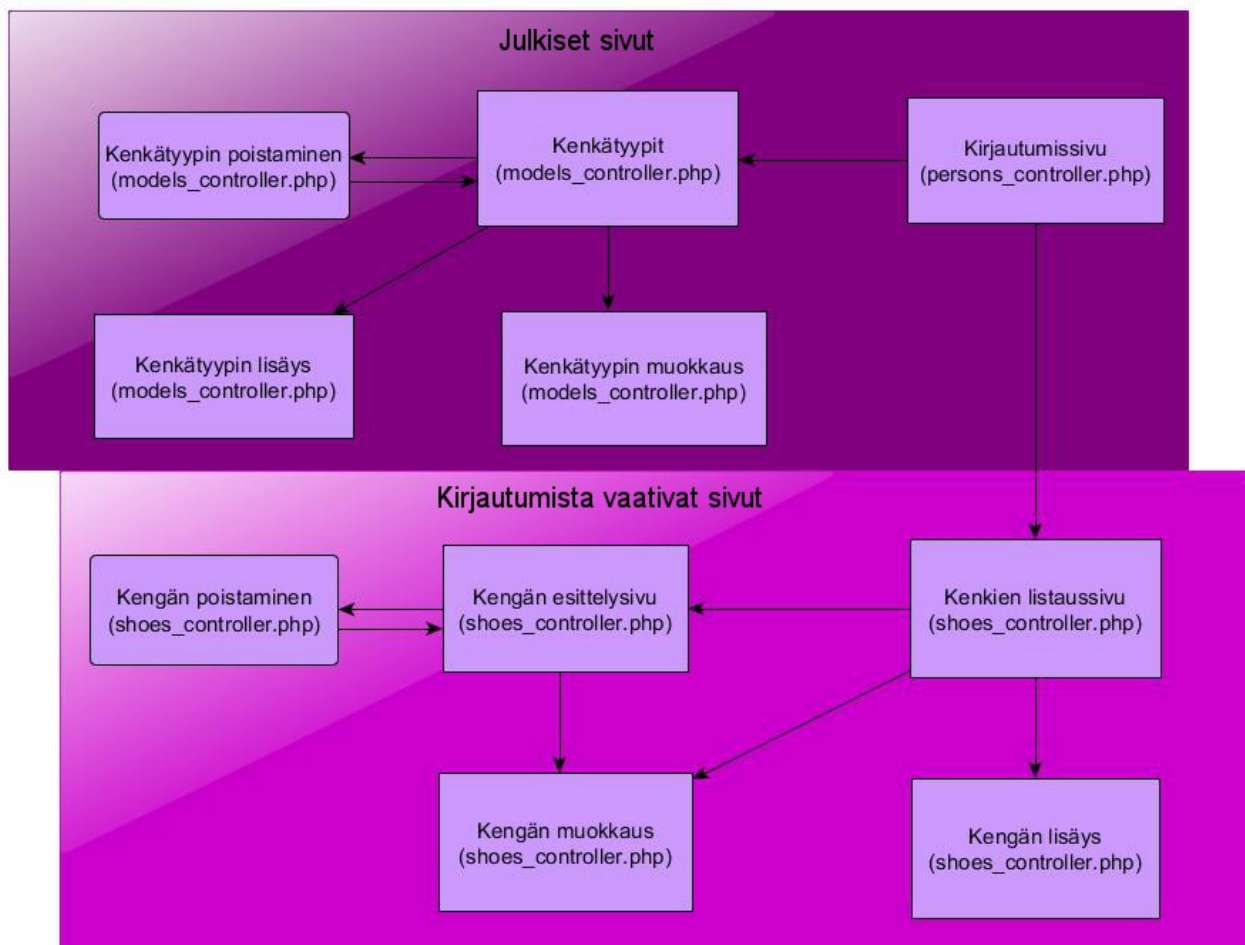 Julkiset sivut
Kenkätyypin poistaminen
(models_controller.php)
Kenkätyypit
(models_controller.php)
Kirjautumissivu
(persons_controller.php)
Kenkätyypin lisäys
(models_controller.php)
Kenkätyypin muokkaus
(models_controller.php)
Kirjautumista vaativat sivut
Kengän poistaminen
(shoes_controller.php)
Kengän esittelysivu
(shoes_controller.php)
Kenkien listaussivu
(shoes_controller.php)
Kengän muokkaus
(shoes_controller.php)
Kengän lisäys
(shoes_controller.php)